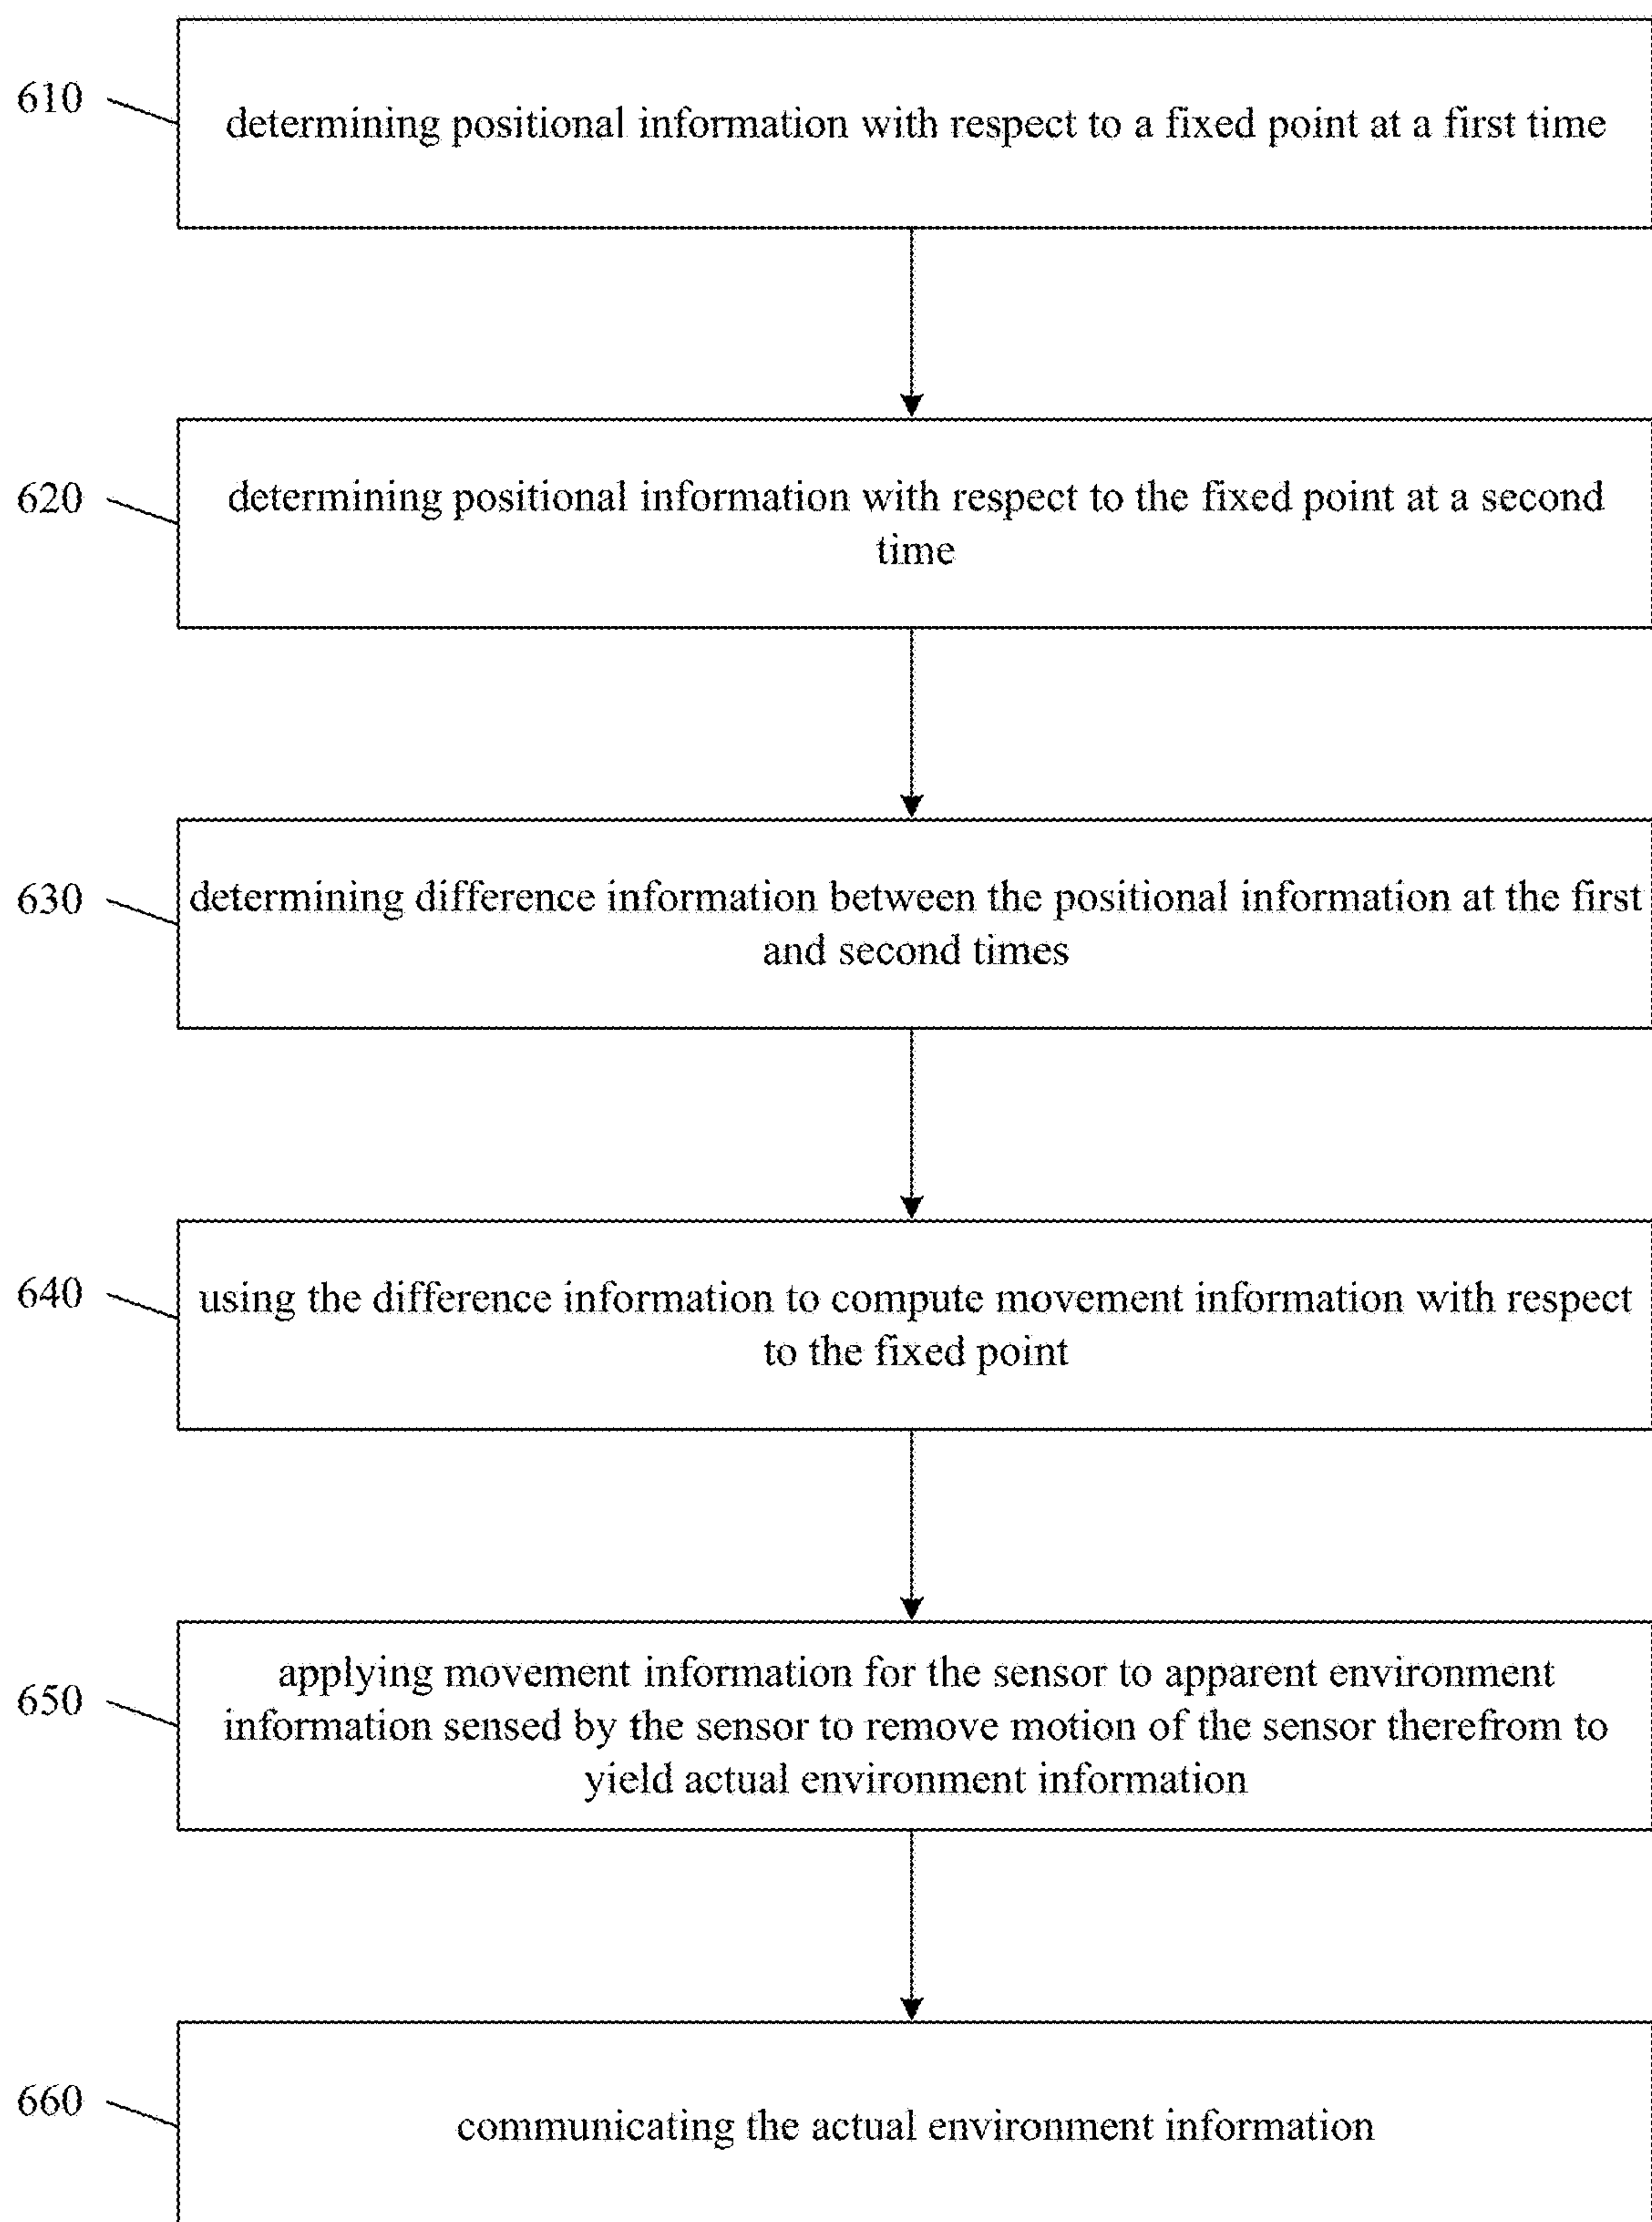 610
determining positional information with respect to a fixed point at a first time
620
determining positional information with respect to the fixed point at a second
time
630
determining difference information between the positional information at the first
and second times
640
using the difference information to compute movement information with respect
to the fixed point
650
applying movement information for the sensor to apparent environment
information sensed by the sensor to remove motion of the sensor therefrom to
yield actual environment information
660
communicating the actual environment information